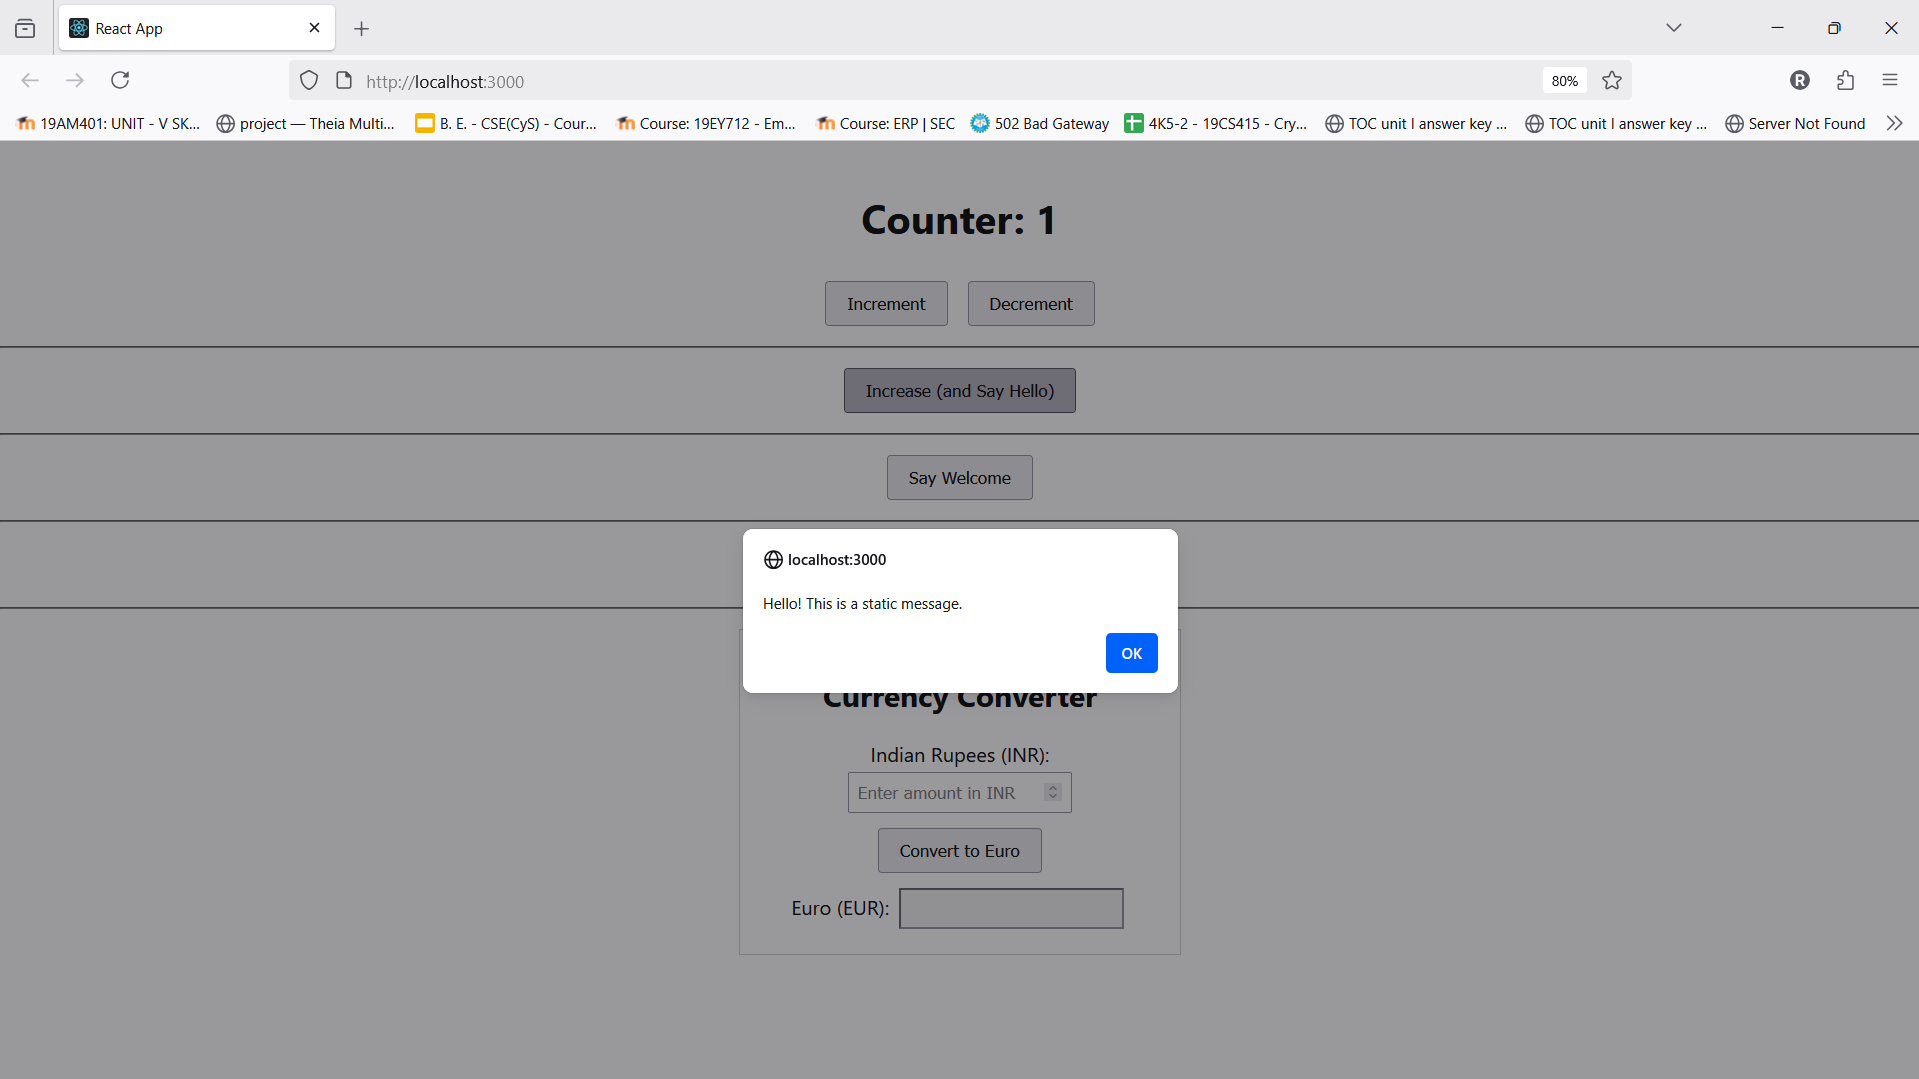 React App
http://localhost:3000
80%
R
19AM401: UNIT - V SK...
project — Theia Multi...
B. E. - CSE(CyS) - Cour...
Course: 19EY712 - Em...
Course: ERP | SEC
502 Bad Gateway
4K5-2 - 19CS415 - Cry...
TOC unit I answer key ...
TOC unit I answer key ...
Server Not Found
Counter: 1
Increment
Decrement
Increase (and Say Hello)
Say Welcome
localhost:3000
Hello! This is a static message.
OK
Currency Converter
Indian Rupees (INR):
Enter amount in INR
Convert to Euro
Euro (EUR):